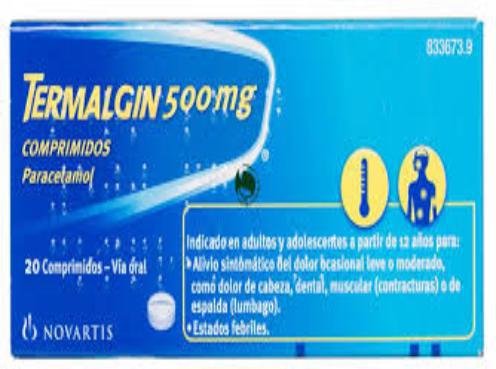 833673.9
TERMALGIN 500mg
COMPRIMIDOS
Paracetamol
®
Indicado en adultos y adolescentes a partir de 12 años para:
•Alivio sintomático del dolor ocasional leve o moderado,
como dolor de cabeza, dental, muscular (contracturas) o de
espalda (lumbago).
•Estados febriles.
20 Comprimidos – Vía oral
NOVARTIS